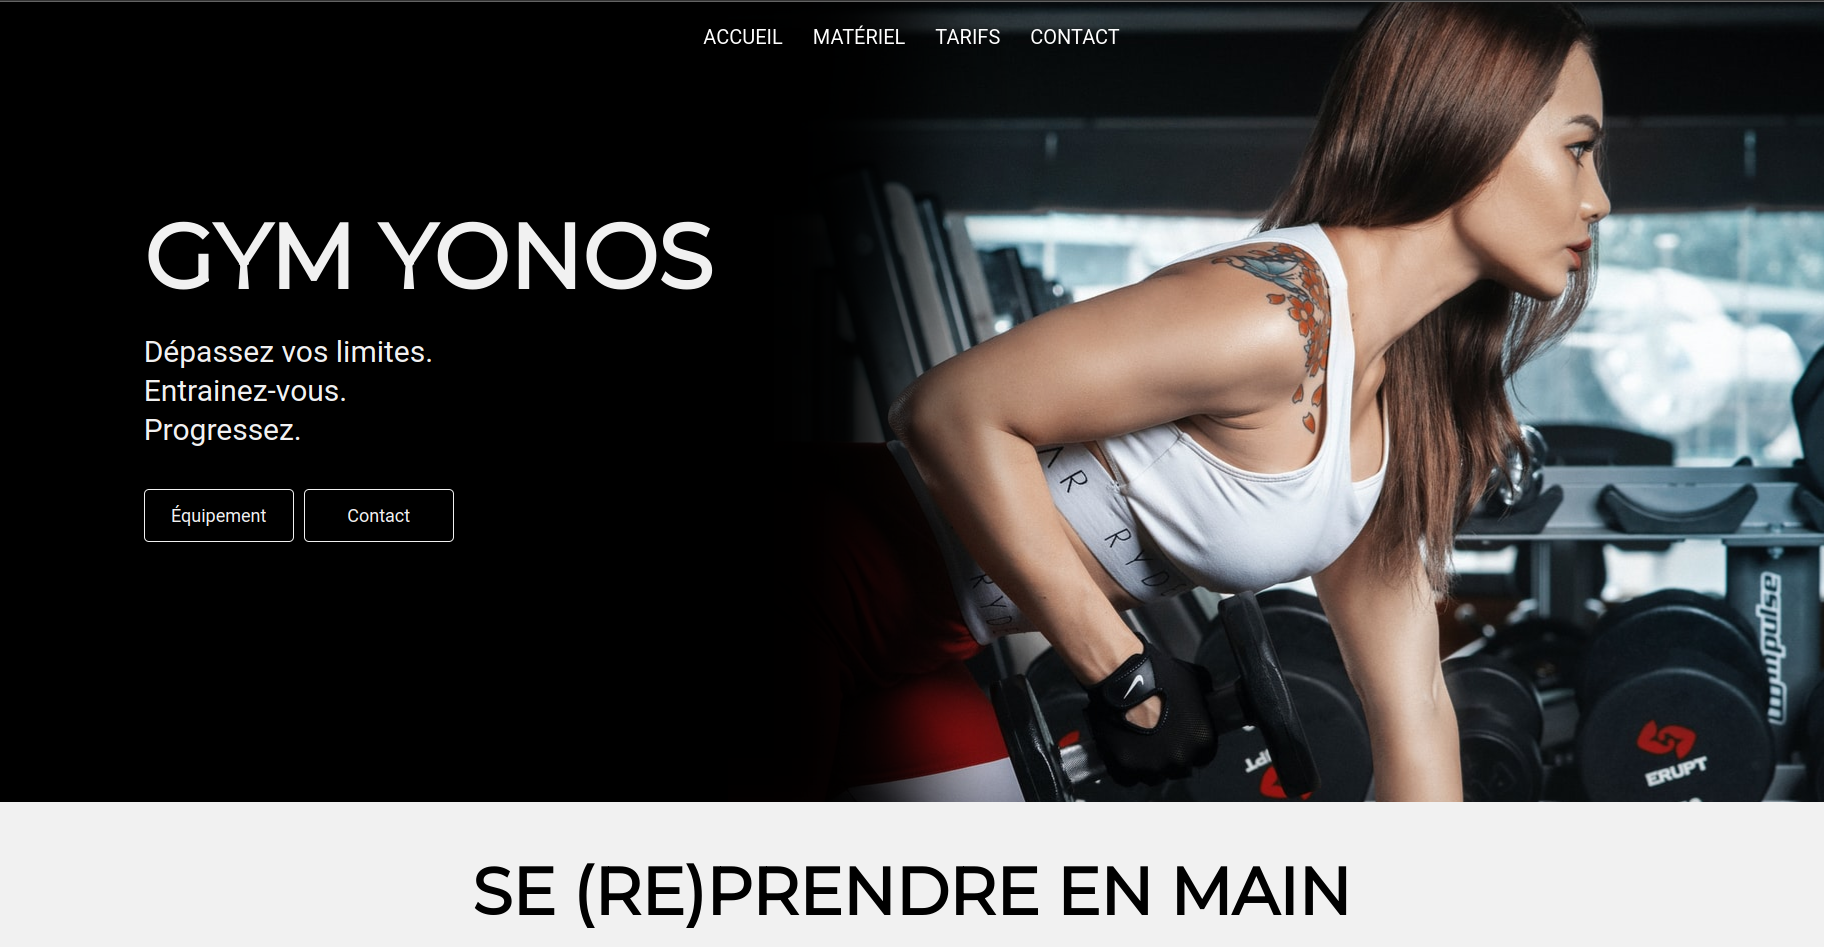 ACCUEIL MATÉRIEL TARIFS CONTACT
GYM YONOS
Dépassez vos limites.
Entrainez-vous.
Progressez.
Équipement Contact
impulse
ERUPT
SE (RE)PRENDRE EN MAIN